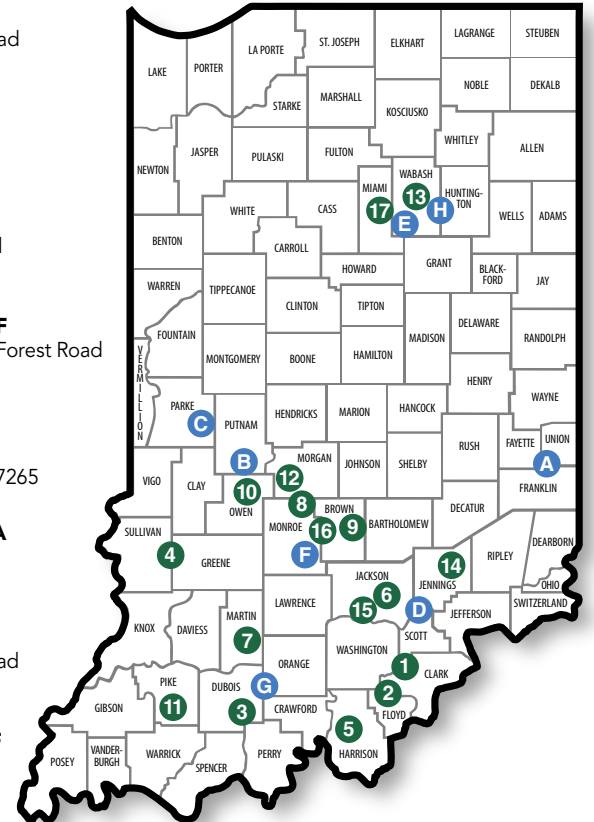 ad
l
F
Forest Road
7265
A
ad
LAKE
PORTER
LA PORTE
ST. JOSEPH
ELKHART
LAGRANGE
STEUBEN
NOBLE
DEKALB
STARKE
MARSHALL
KOSCIUSKO
WHITLEY
ALLEN
NEWTON
JASPER
PULASKI
FULTON
MIAMI
17
WABASH
13
E
H
HUNTING-
TON
WELLS
ADAMS
WHITE
CASS
BENTON
CARROLL
HOWARD
GRANT
BLACK-
FORD
JAY
WARREN
TIPPECANOE
CLINTON
TIPTON
FOUNTAIN
MADISON
DELAWARE
RANDOLPH
VERMILLION
MONTGOMERY
BOONE
HAMILTON
HENRY
WAYNE
PARKE
C
PUTNAM
B
HENDRICKS
MARION
HANCOCK
RUSH
FAYETTE
UNION
A
FRANKLIN
VIGO
CLAY
10
OWEN
MORGAN
12
8
JOHNSON
SHELBY
DECATUR
SULLIVAN
4
GREENE
MONROE
F
BROWN
16
9
BARTHOLOMEW
JENNINGS
14
RIPLEY
DEARBORN
OHIO
SWITZERLAND
JEFFERSON
KNOX
DAVIESS
MARTIN
7
LAWRENCE
JACKSON
6
15
D
SCOTT
ORANGE
WASHINGTON
1
CLARK
2
FLOYD
GIBSON
PIKE
11
DUBOIS
3
G
CRAWFORD
5
HARRISON
POSEY
VANDER-
BURGH
WARRICK
SPENCER
PERRY